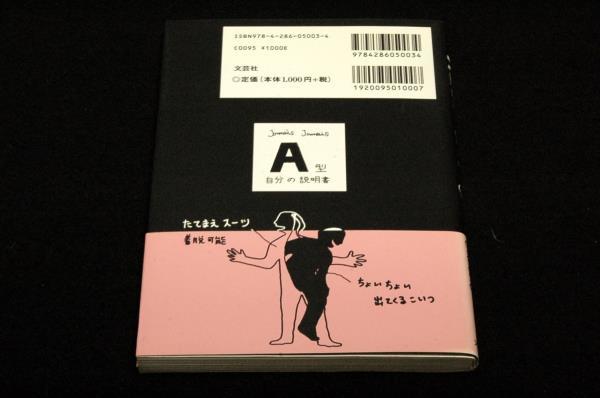 ISBN978-4-286-05003-4
C0095 ¥1000E
文芸社
◎定価(本体1,000円+税)
9784286050034
1920095010007
Jamais Jamais
A型
自分の説明書
たてまえスーツ
着脱可能
ちょいちょい
出てくるこいつ